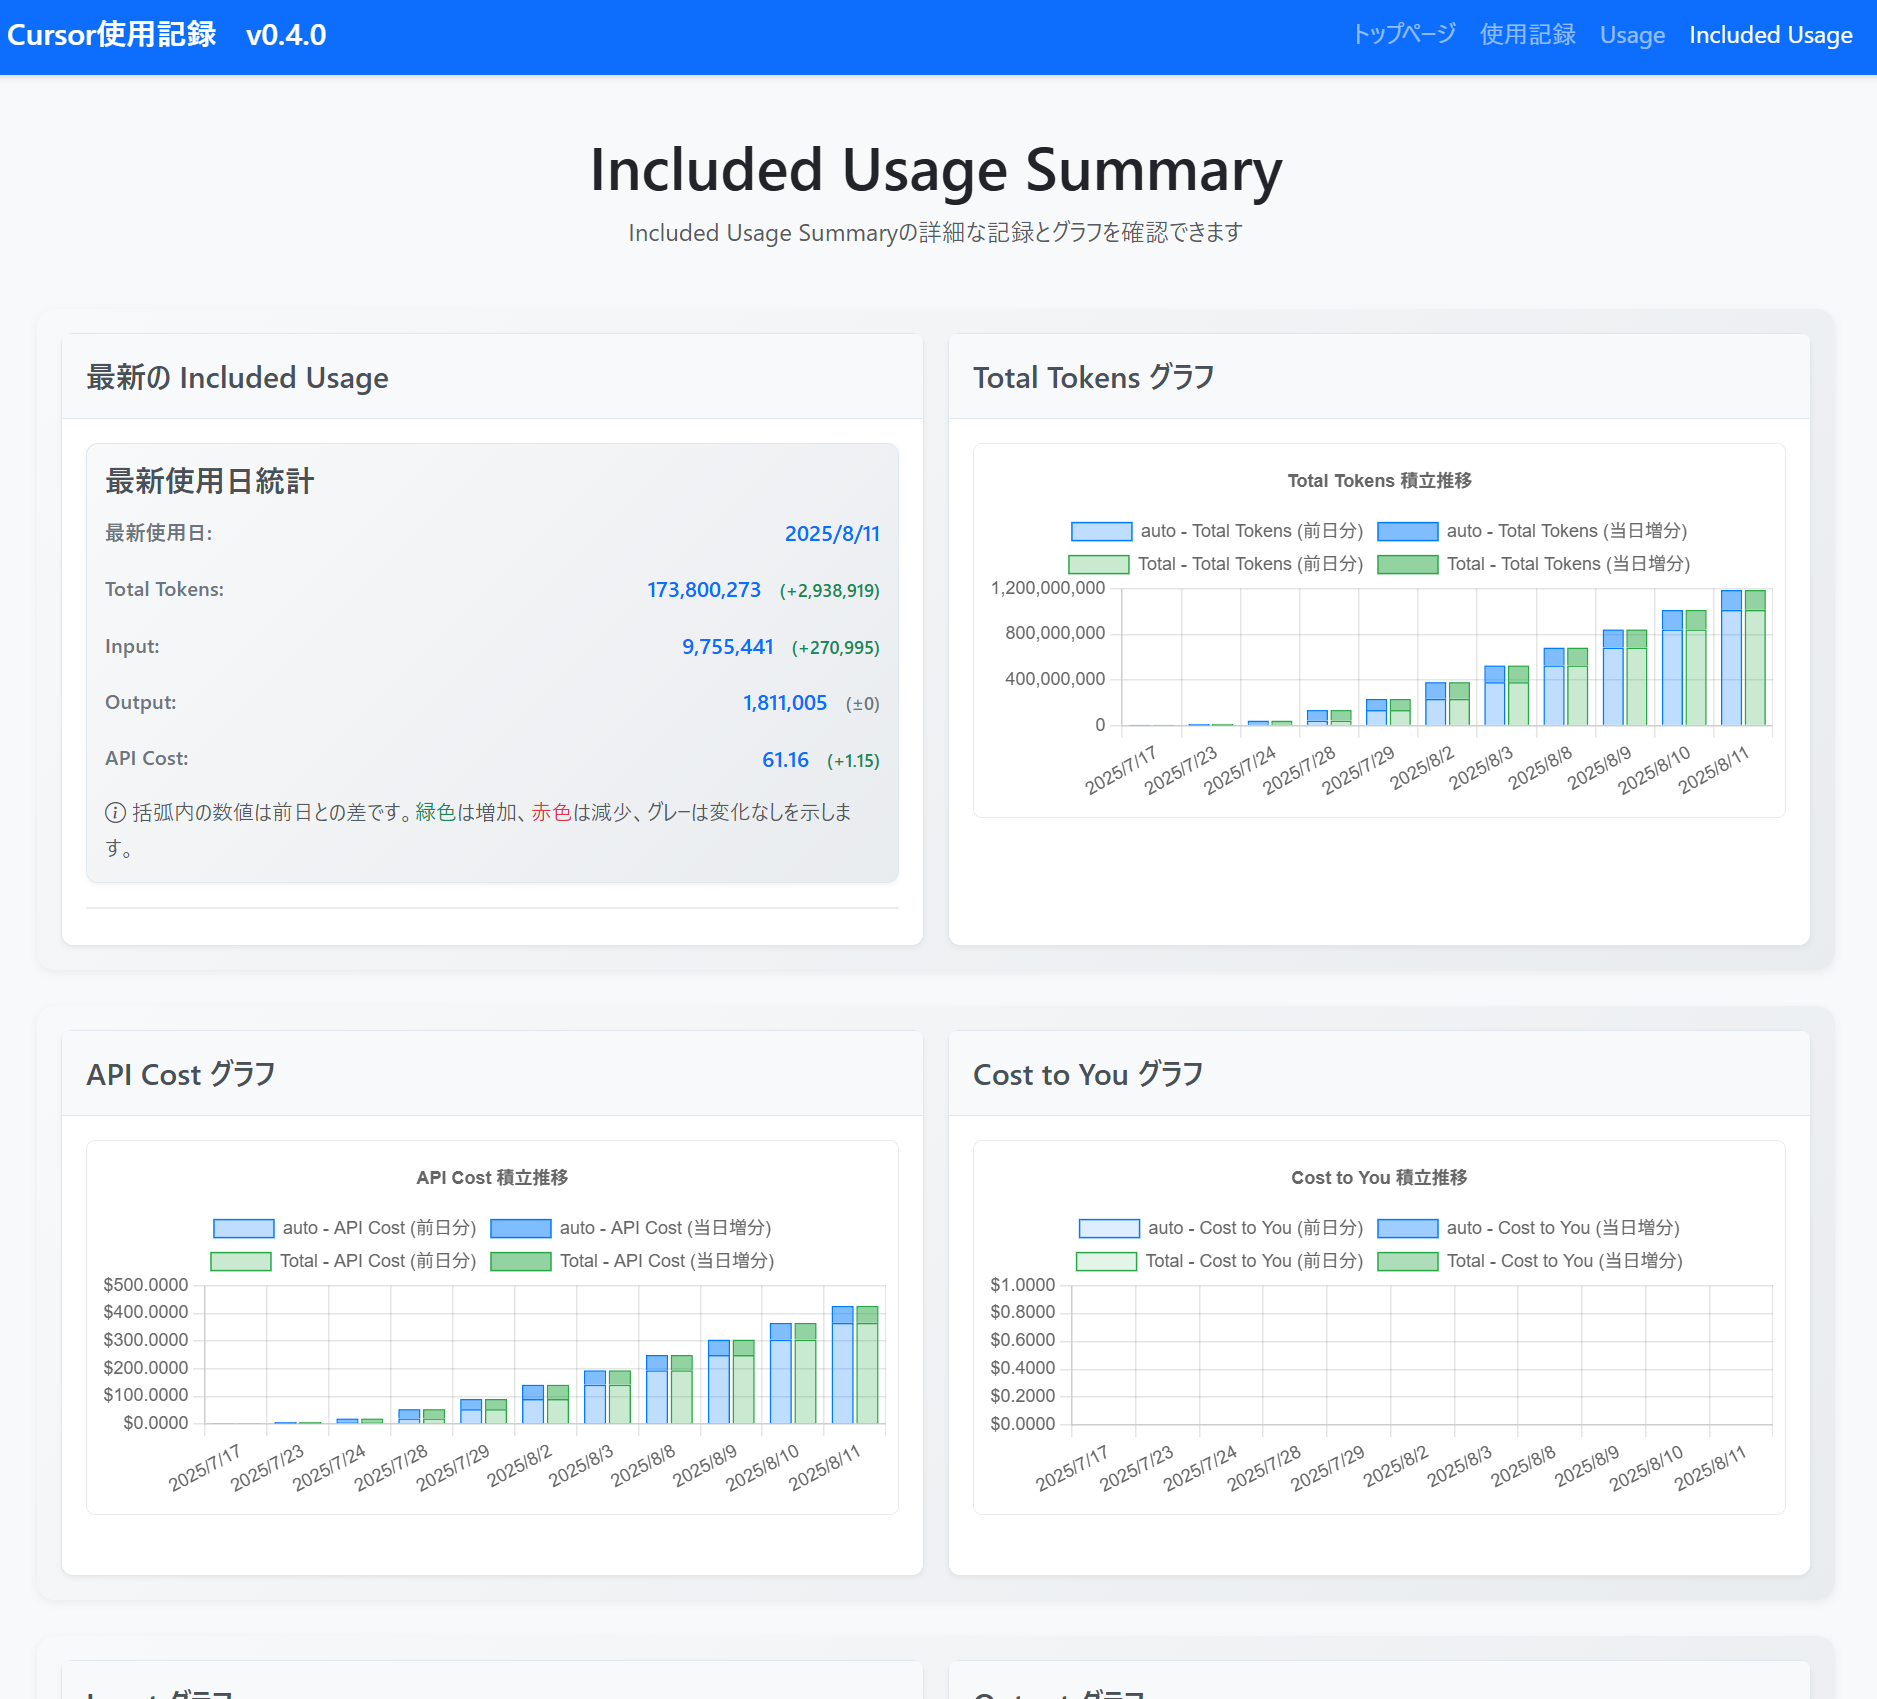 Cursor使用記録 v0.4.0
トップページ 使用記録 Usage Included Usage
Included Usage Summary
Included Usage Summaryの詳細な記録とグラフを確認できます
最新の Included Usage
最新使用日統計
最新使用日: 2025/8/11
Total Tokens: 173,800,273 (+2,938,919)
Input: 9,755,441 (+270,995)
Output: 1,811,005 (±0)
API Cost: 61.16 (+1.15)
括弧内の数値は前日との差です。緑色は増加、赤色は減少、グレーは変化なしを示しま
す。
Total Tokens グラフ
Total Tokens 積立推移
auto - Total Tokens (前日分) auto - Total Tokens (当日増分)
Total - Total Tokens (前日分) Total - Total Tokens (当日増分)
1,200,000,000
800,000,000
400,000,000
0
2025/7/17 2025/7/23 2025/7/24 2025/7/28 2025/7/29 2025/8/2 2025/8/3 2025/8/8 2025/8/9 2025/8/10 2025/8/11
API Cost グラフ
API Cost 積立推移
auto - API Cost (前日分) auto - API Cost (当日増分)
Total - API Cost (前日分) Total - API Cost (当日増分)
$500.0000
$400.0000
$300.0000
$200.0000
$100.0000
$0.0000
2025/7/17 2025/7/23 2025/7/24 2025/7/28 2025/7/29 2025/8/2 2025/8/3 2025/8/8 2025/8/9 2025/8/10 2025/8/11
Cost to You グラフ
Cost to You 積立推移
auto - Cost to You (前日分) auto - Cost to You (当日増分)
Total - Cost to You (前日分) Total - Cost to You (当日増分)
$1.0000
$0.8000
$0.6000
$0.4000
$0.2000
$0.0000
2025/7/17 2025/7/23 2025/7/24 2025/7/28 2025/7/29 2025/8/2 2025/8/3 2025/8/8 2025/8/9 2025/8/10 2025/8/11
グラフ
グラフ